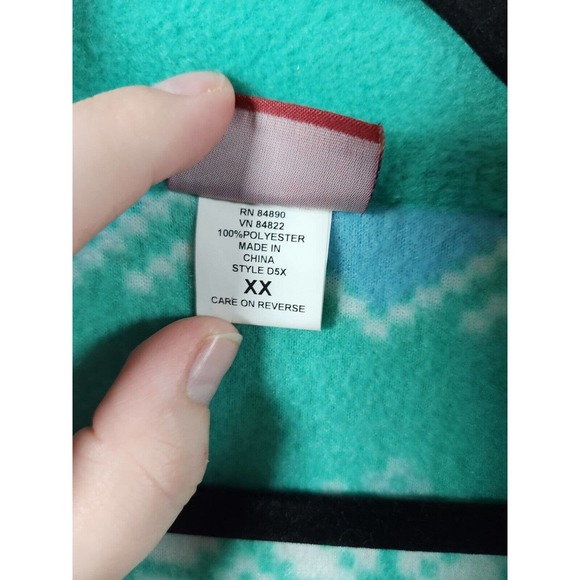 RN 84890
VN 84822
100%POLYESTER
MADE IN
CHINA
STYLE D5X
XX
CARE ON REVERSE